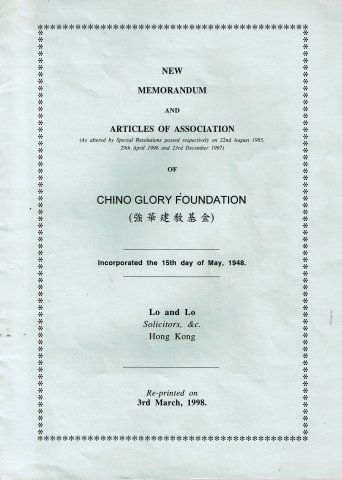 NEW
MEMORANDUM
AND
ARTICLES OF ASSOCIATION
(As altered by Special Resolutions passed respectively on 22nd August 1983,
29th April 1996 and 23rd December 1997)
OF
CHINO GLORY FOUNDATION
(強華建敎基金)
Incorporated the 15th day of May, 1948.
Lo and Lo
Solicitors, &c.
Hong Kong
Re-printed on
3rd March, 1998.